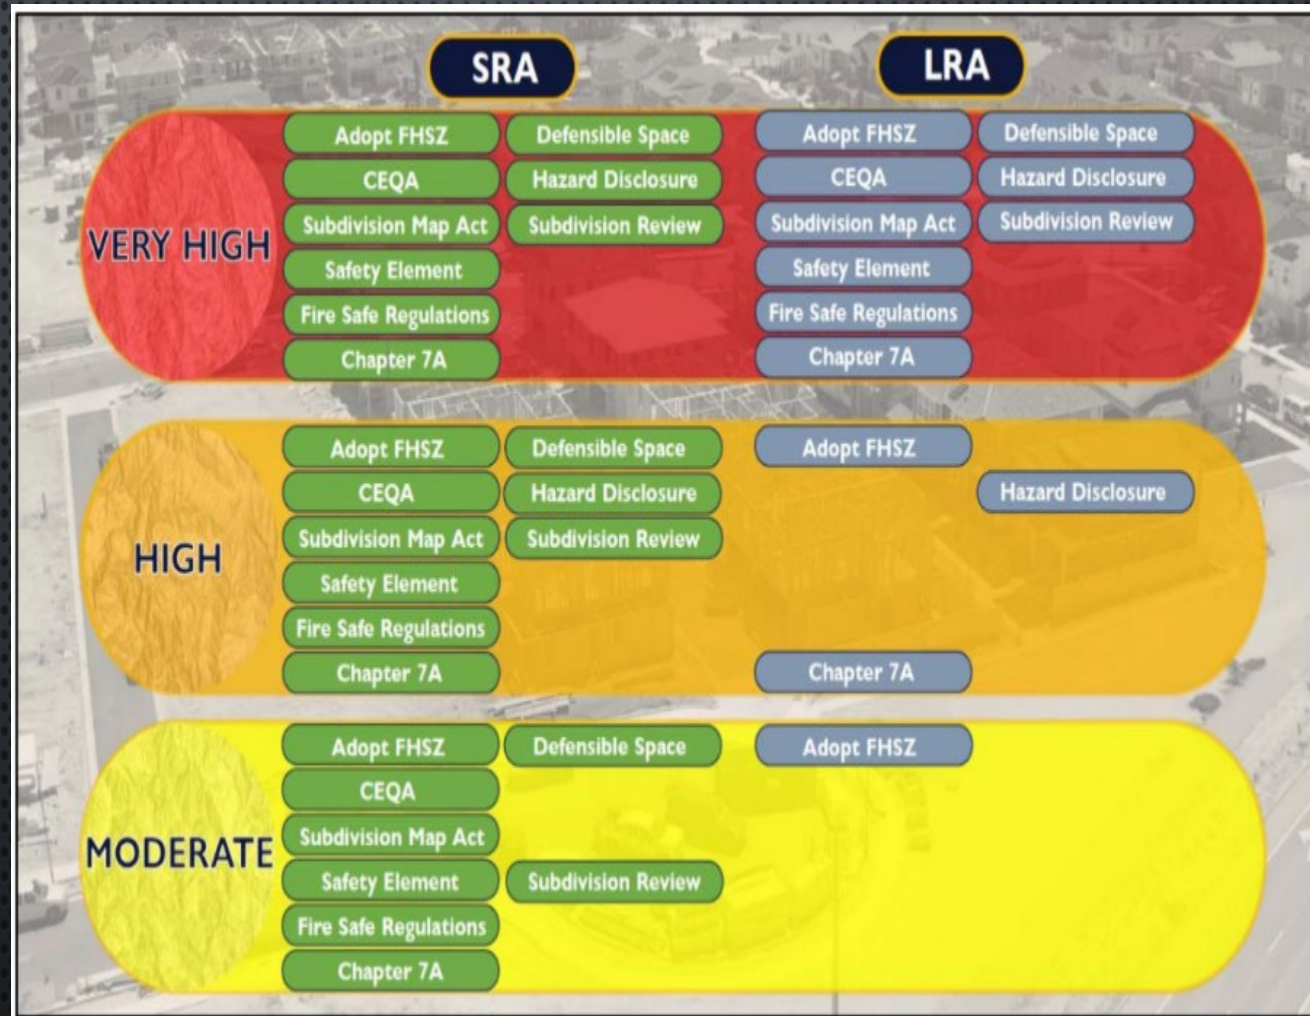 SRA LRA
VERY HIGH
Adopt FHSZ Defensible Space Adopt FHSZ Defensible Space
CEQA Hazard Disclosure CEQA Hazard Disclosure
Subdivision Map Act Subdivision Review Subdivision Map Act Subdivision Review
Safety Element Safety Element
Fire Safe Regulations Fire Safe Regulations
Chapter 7A Chapter 7A
HIGH
Adopt FHSZ Defensible Space Adopt FHSZ
CEQA Hazard Disclosure Hazard Disclosure
Subdivision Map Act Subdivision Review
Safety Element
Fire Safe Regulations
Chapter 7A Chapter 7A
MODERATE
Adopt FHSZ Defensible Space Adopt FHSZ
CEQA
Subdivision Map Act
Safety Element Subdivision Review
Fire Safe Regulations
Chapter 7A